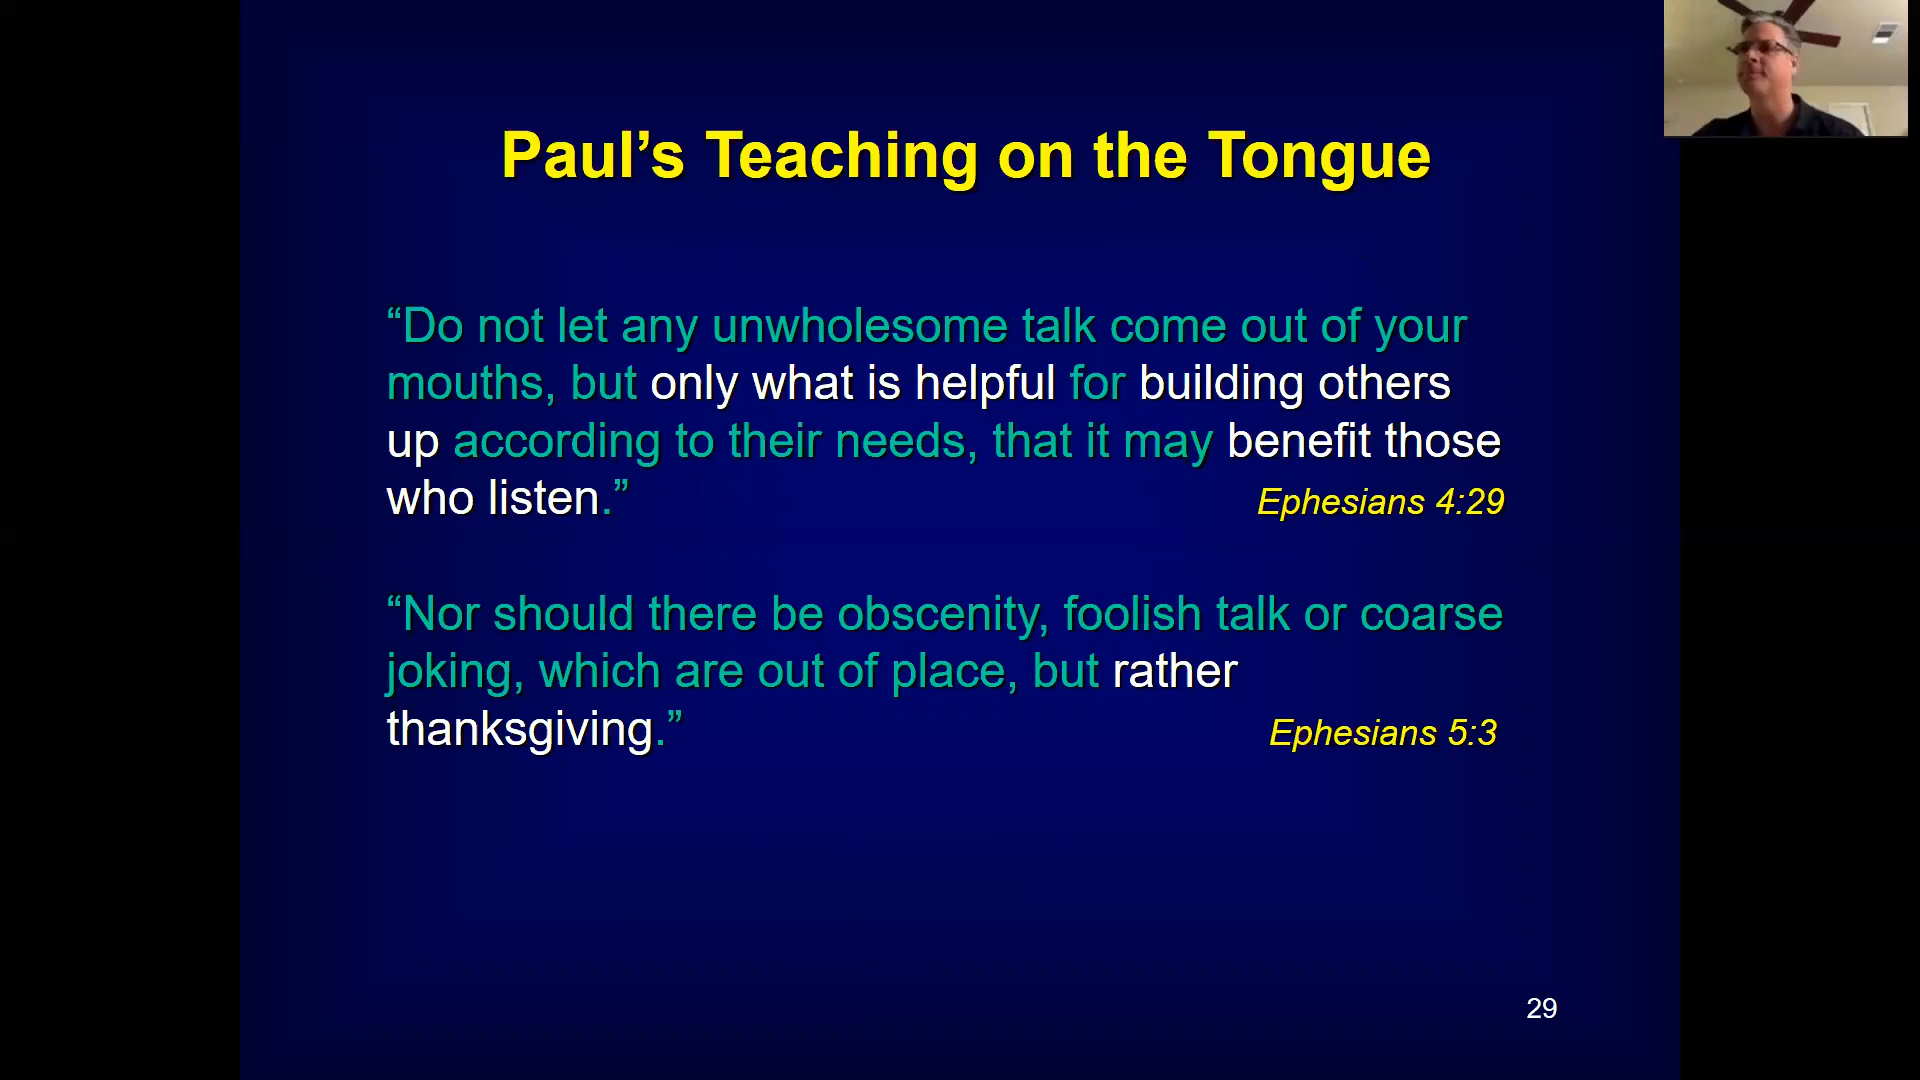 Paul’s Teaching on the Tongue
“Do not let any unwholesome talk come out of your
mouths, but only what is helpful for building others
up according to their needs, that it may benefit those
who listen.” Ephesians 4:29
“Nor should there be obscenity, foolish talk or coarse
joking, which are out of place, but rather
thanksgiving.” Ephesians 5:3
29